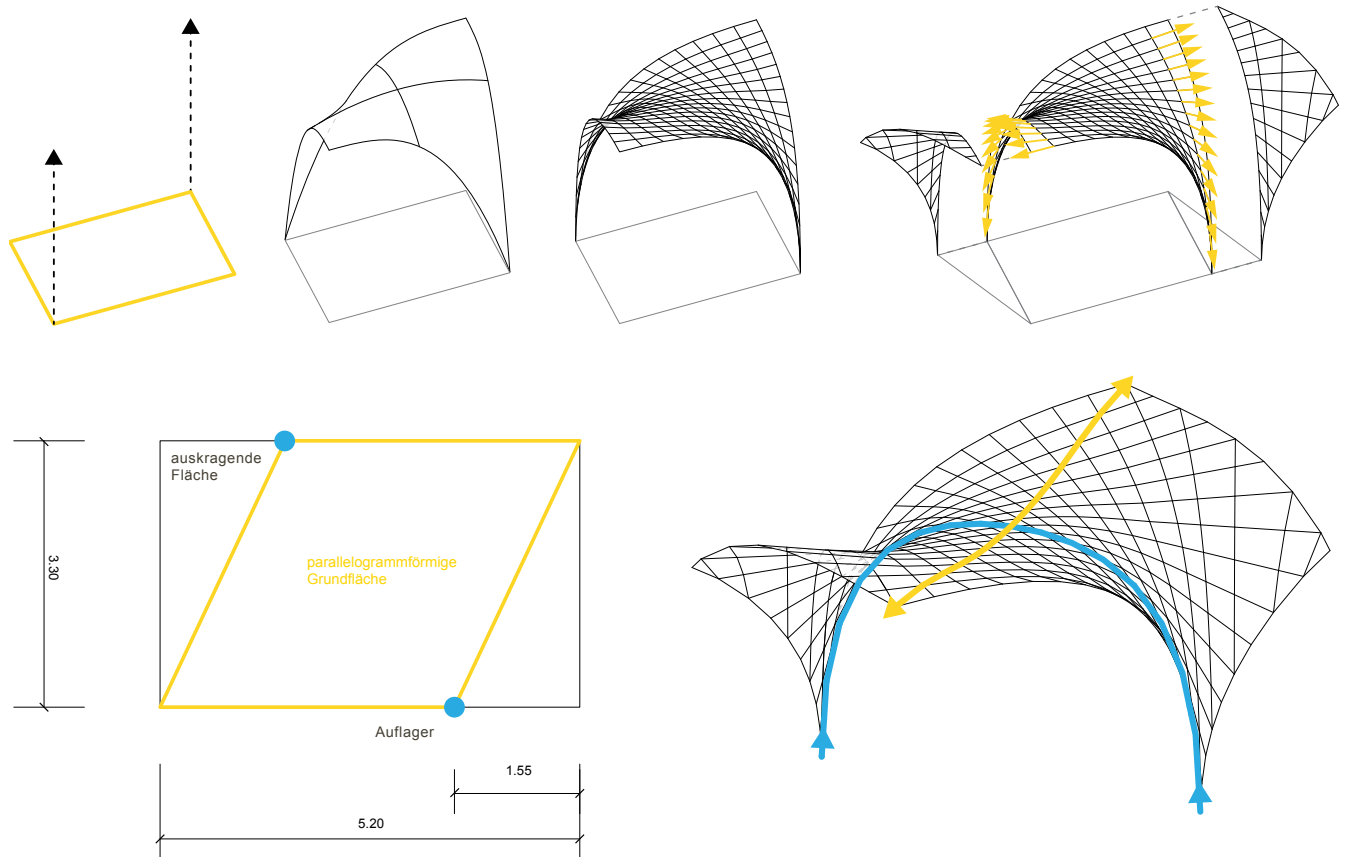 auskragende
Fläche
3.30
parallelogrammförmige
Grundfläche
Auflager
1.55
5.20